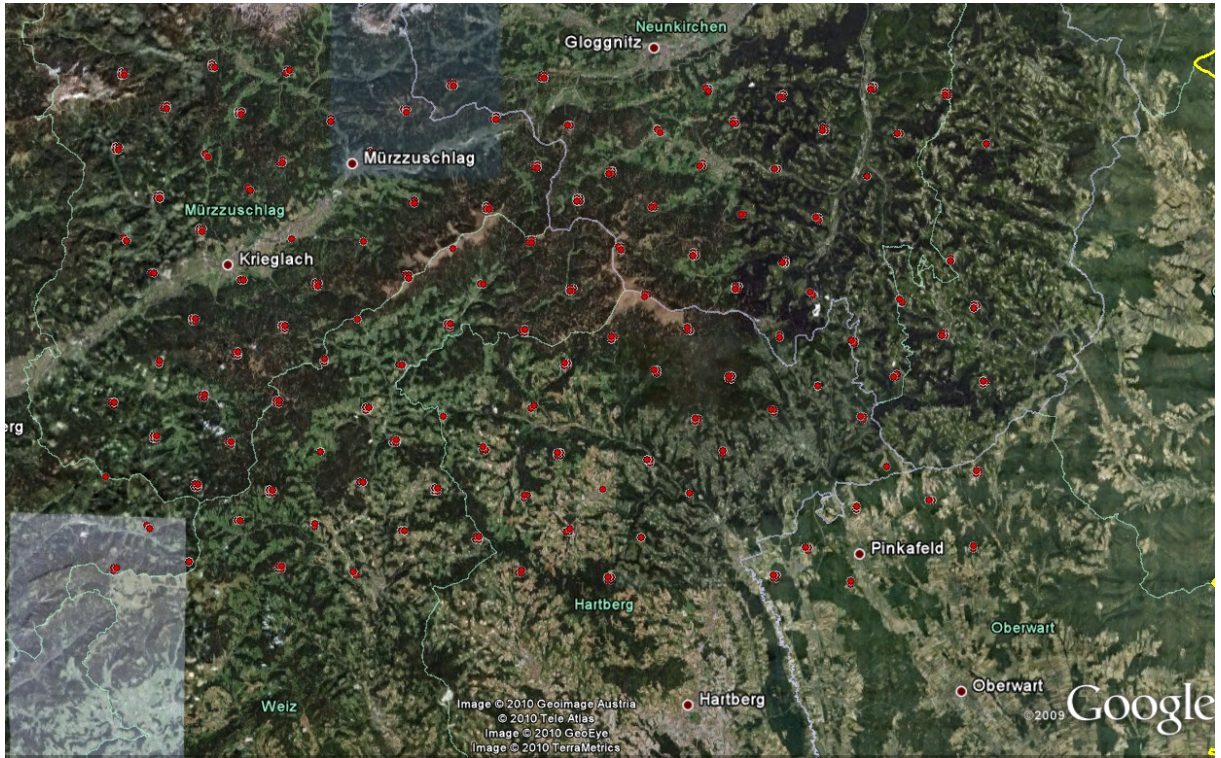 Neunkirchen
Gloggnitz
Mürzzuschlag
Mürzzuschlag
Krieglach
erg
Pinkafeld
Hartberg
Oberwart
Oberwart
Hartberg
Weiz
Image © 2010 Geoimage Austria
© 2010 Tele Atlas
Image © 2010 GeoEye
Image © 2010 TerraMetrics
©2009 Google